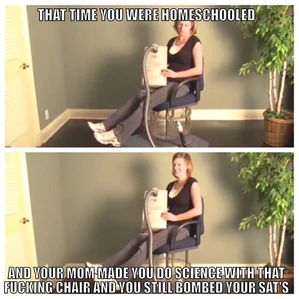 THAT TIME YOU WERE HOMESCHOOLED
AND YOUR MOM MADE YOU DO SCIENCE WITH THAT
FUCKING CHAIR AND YOU STILL BOMBED YOUR SAT'S